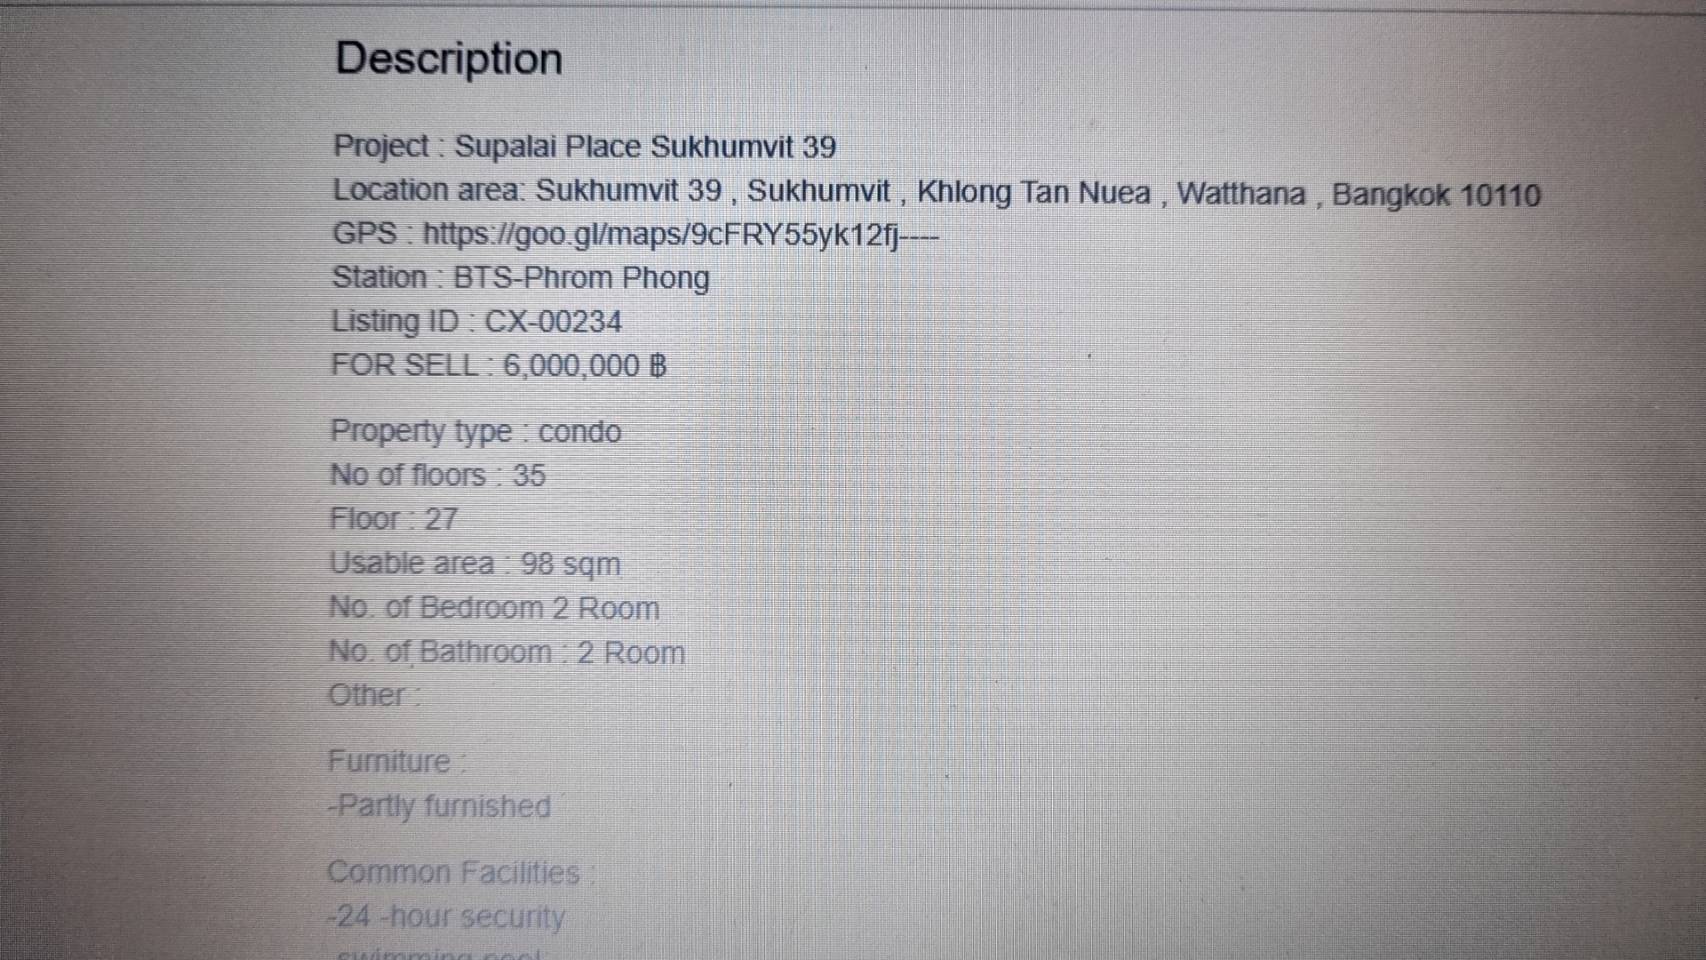 Description
Project : Supalai Place Sukhumvit 39
Location area: Sukhumvit 39 , Sukhumvit , Khlong Tan Nuea , Watthana , Bangkok 10110
GPS : https://goo.gl/maps/9cFRY55yk12fj----
Station : BTS-Phrom Phong
Listing ID : CX-00234
FOR SELL : 6,000,000 ฿
Property type : condo
No of floors : 35
Floor : 27
Usable area : 98 sqm
No. of Bedroom 2 Room
No. of Bathroom : 2 Room
Other :
Furniture :
-Partly furnished
Common Facilities :
-24 -hour security
swimming pool